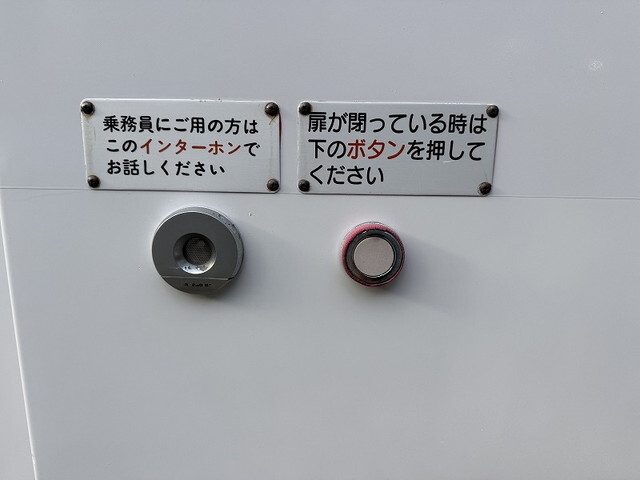 乗務員にご用の方は
このインターホンで
お話しください
扉が閉っている時は
下のボタンを押して
ください